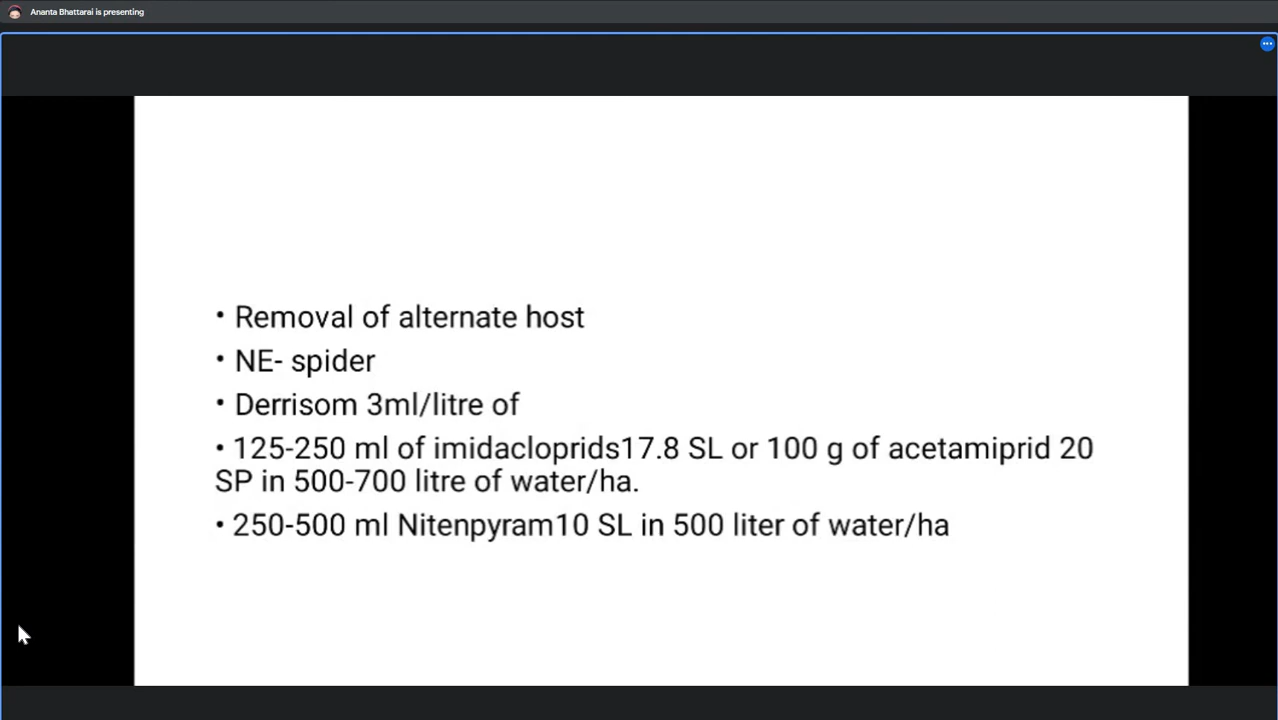 Ananta Bhattarai is presenting
• Removal of alternate host
• NE- spider
• Derrisom 3ml/litre of
• 125-250 ml of imidacloprids17.8 SL or 100 g of acetamiprid 20
SP in 500-700 litre of water/ha.
• 250-500 ml Nitenpyram10 SL in 500 liter of water/ha